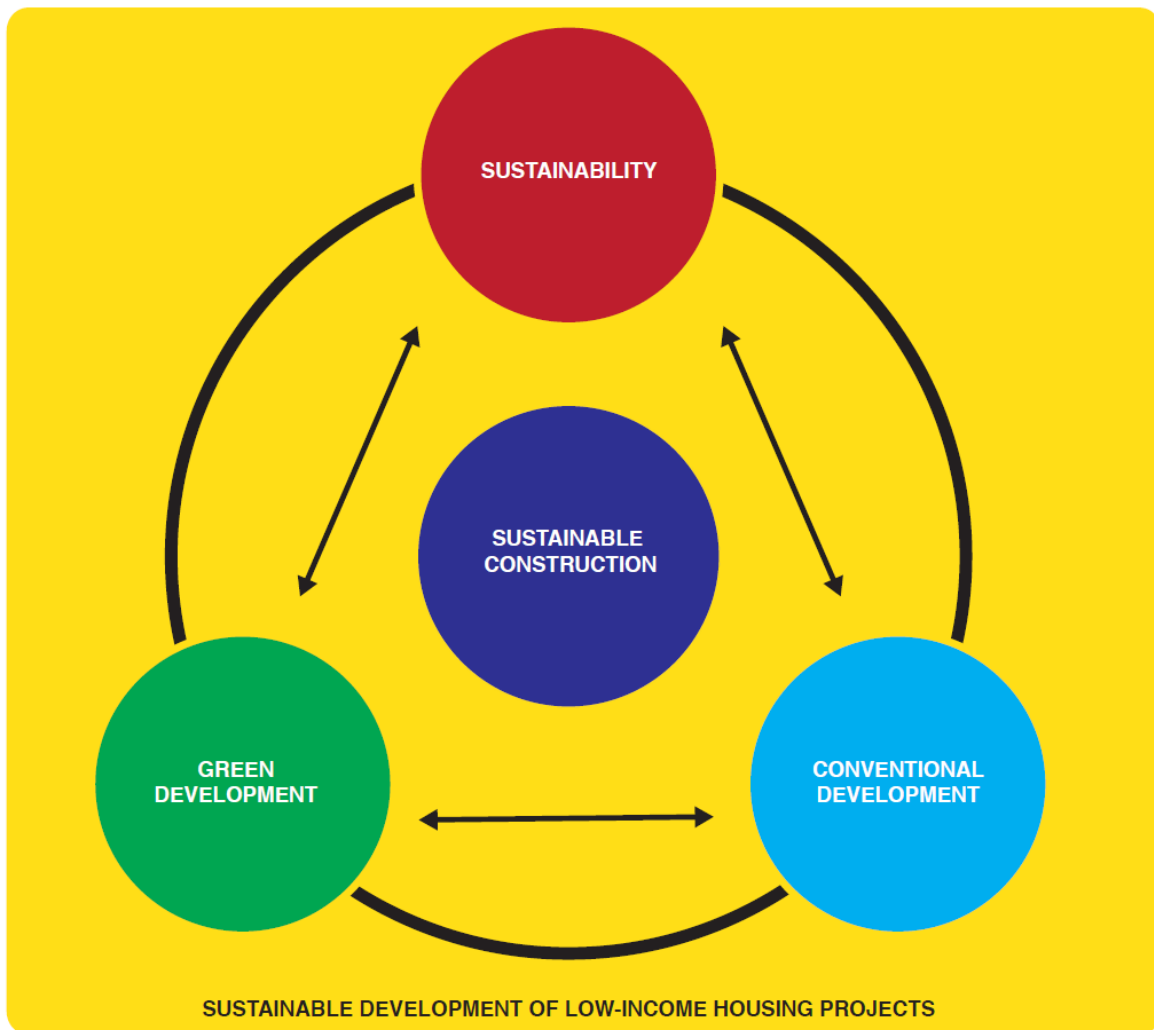 SUSTAINABILITY
SUSTAINABLE
CONSTRUCTION
GREEN
DEVELOPMENT
CONVENTIONAL
DEVELOPMENT
SUSTAINABLE DEVELOPMENT OF LOW-INCOME HOUSING PROJECTS